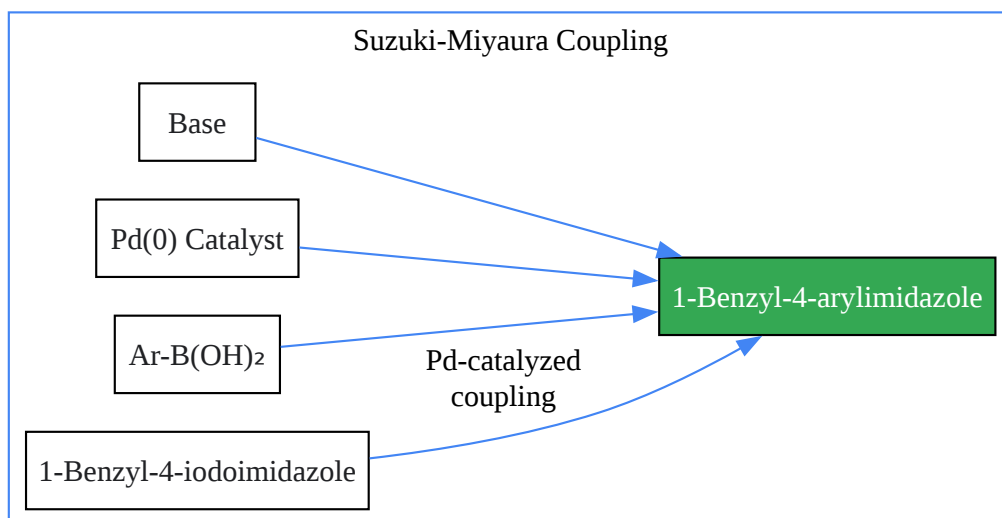 Suzuki-Miyaura Coupling
Base
Pd(0) Catalyst
1-Benzyl-4-arylimidazole
Ar-B(OH)₂
Pd-catalyzed
coupling
1-Benzyl-4-iodoimidazole